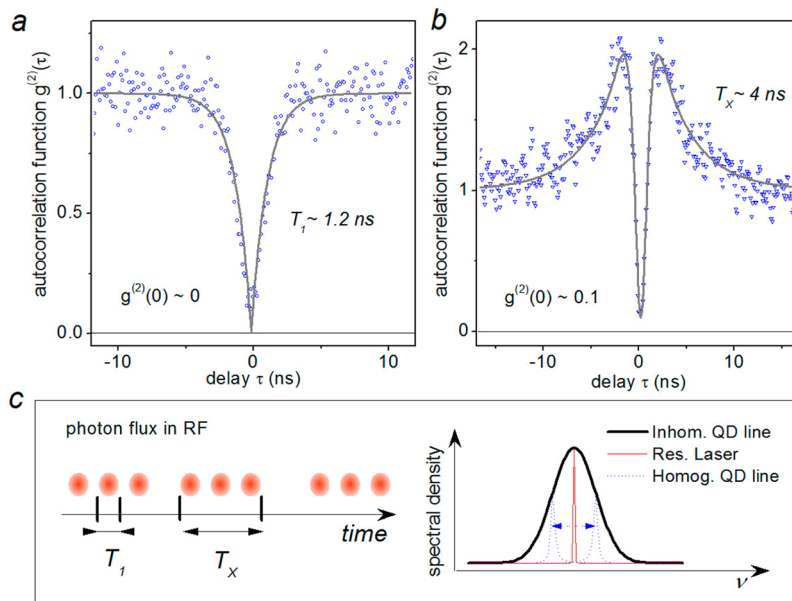 a
autocorrelation function g⁽²⁾(τ)
1.0
0.5
0.0
T₁~ 1.2 ns
g⁽²⁾(0) ~ 0
-10
0
10
delay τ (ns)
b
autocorrelation function g⁽²⁾(τ)
2
1
0
Tₓ~ 4 ns
g⁽²⁾(0) ~ 0.1
-10
0
10
delay τ (ns)
c
photon flux in RF
time
T₁
Tₓ
spectral density
Inhom. QD line
Res. Laser
Homog. QD line
ν